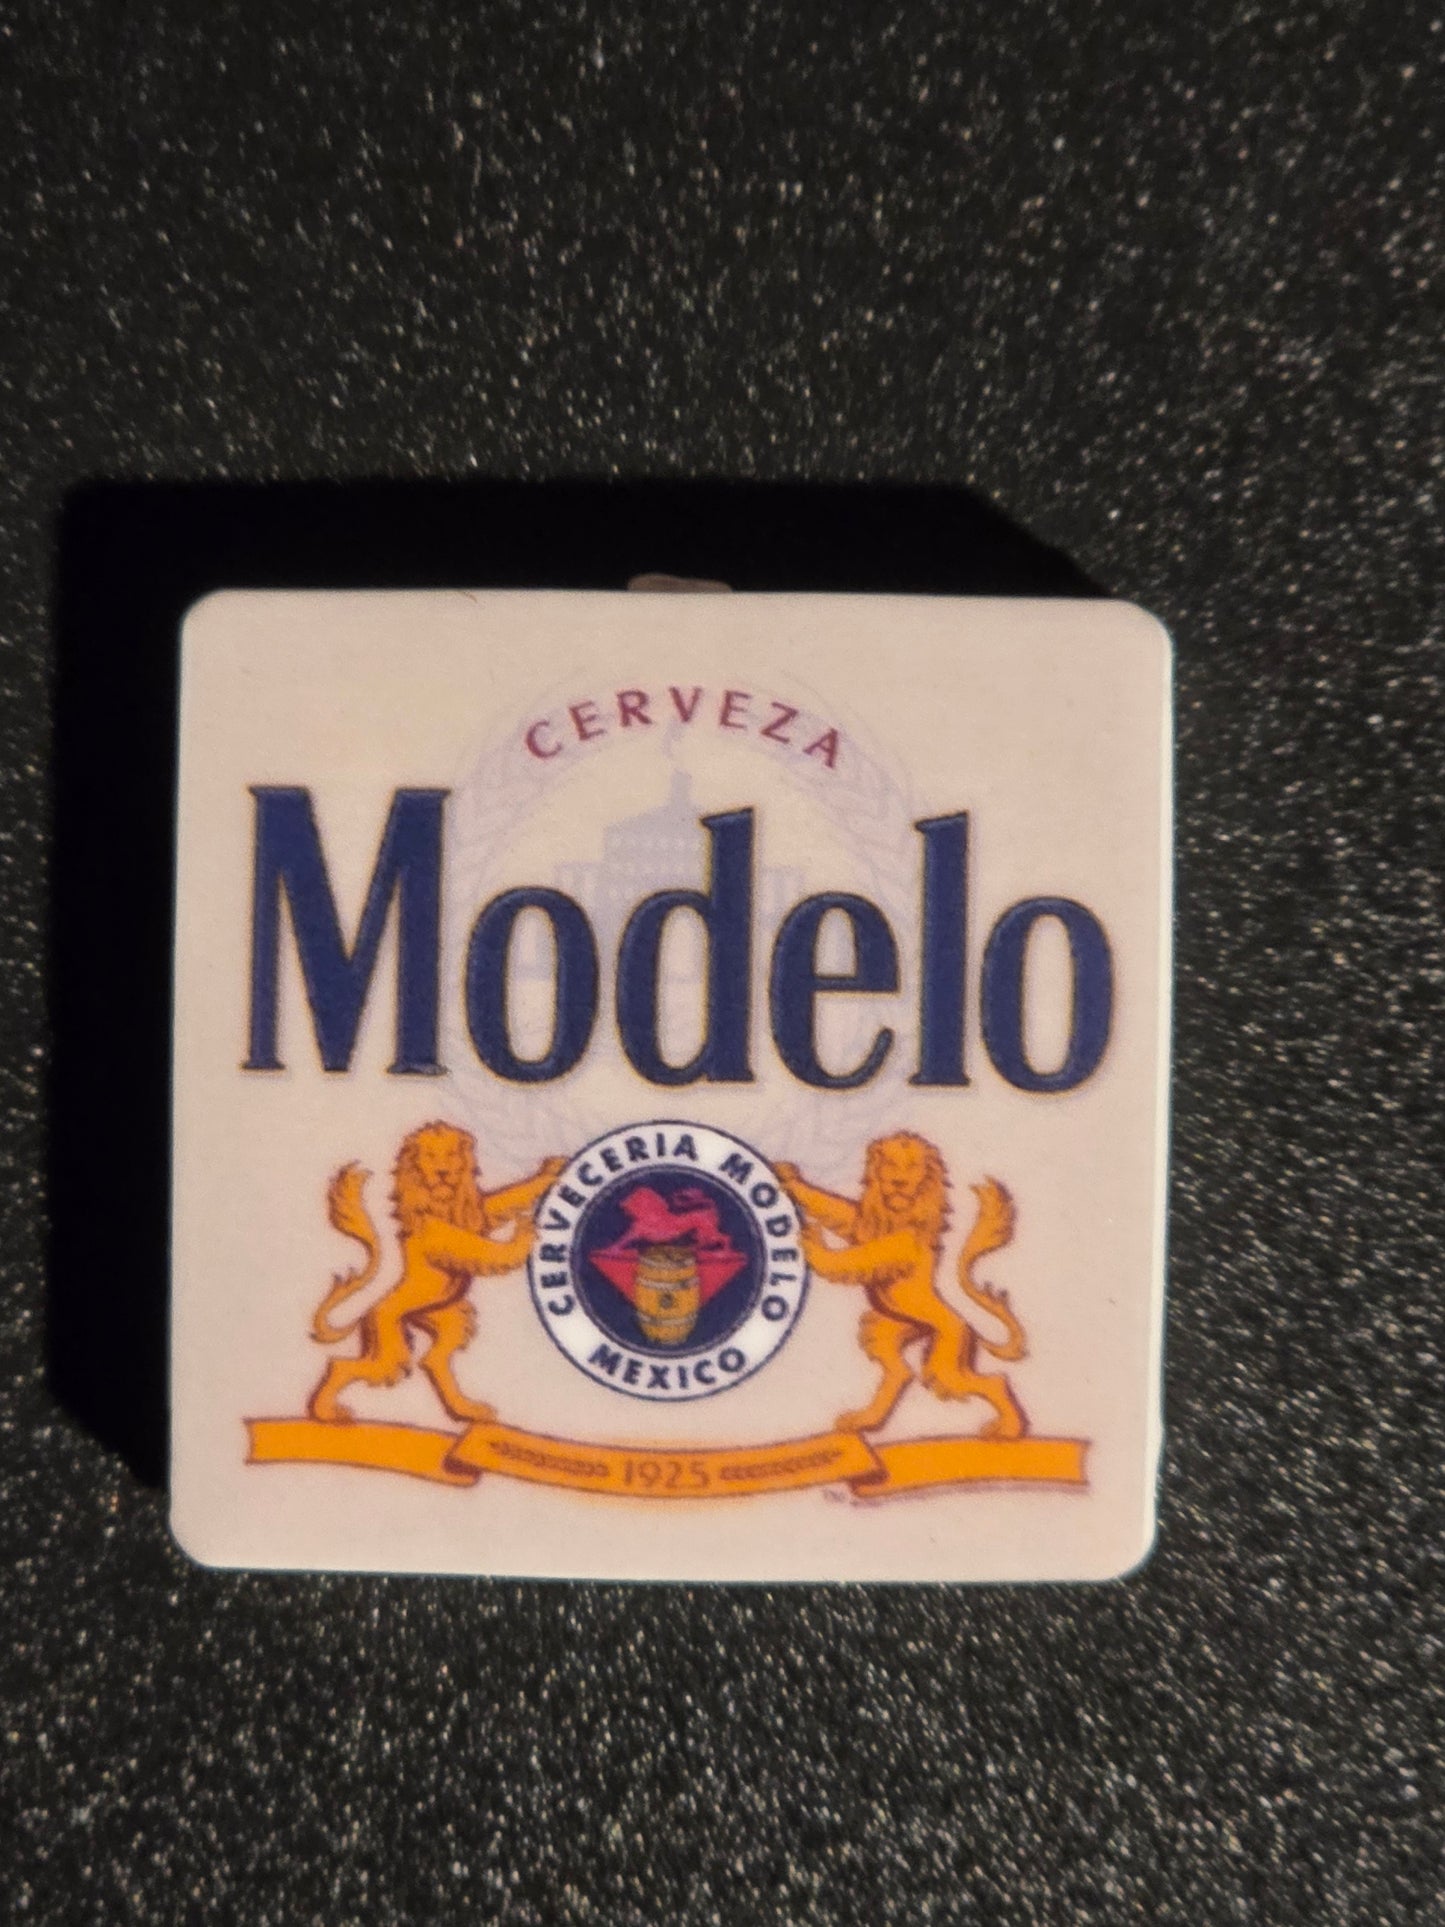 CERVEZA
Modelo
CERVECERIA MODELO
MEXICO
1925